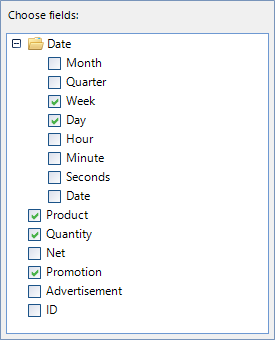 Choose fields:
Date
Month
Quarter
Week
Day
Hour
Minute
Seconds
Date
Product
Quantity
Net
Promotion
Advertisement
ID